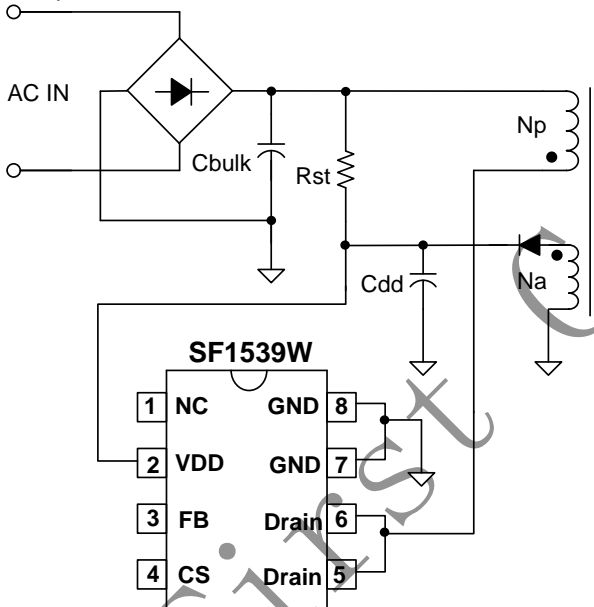 AC IN
Cbulk
Rst
Np
Cdd
Na
SF1539W
1 NC GND 8
2 VDD GND 7
3 FB Drain 6
4 CS Drain 5